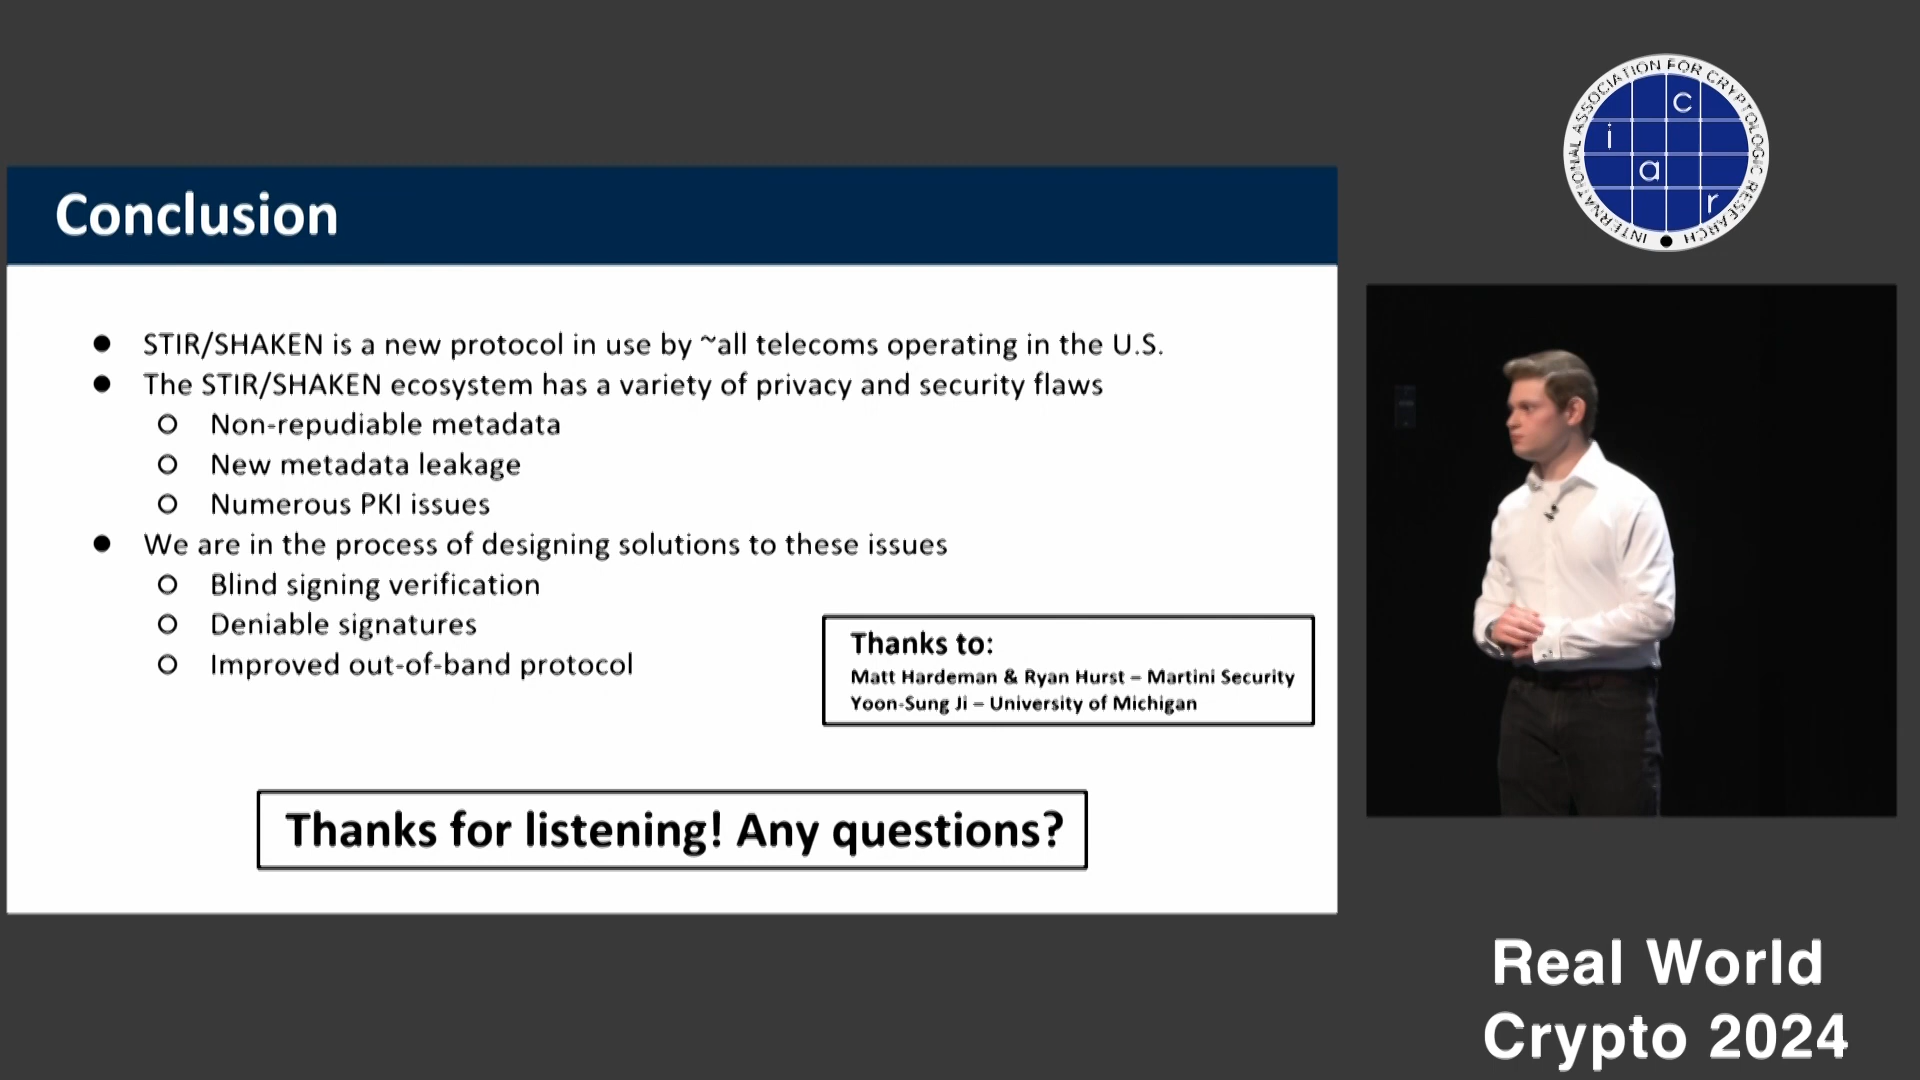 Conclusion
● STIR/SHAKEN is a new protocol in use by ~all telecoms operating in the U.S.
● The STIR/SHAKEN ecosystem has a variety of privacy and security flaws
○ Non-repudiable metadata
○ New metadata leakage
○ Numerous PKI issues
● We are in the process of designing solutions to these issues
○ Blind signing verification
○ Deniable signatures
○ Improved out-of-band protocol
Thanks to:
Matt Hardeman & Ryan Hurst – Martini Security
Yoon-Sung Ji – University of Michigan
Thanks for listening! Any questions?
INTERNATIONAL ASSOCIATION FOR CRYPTOLOGIC RESEARCH
i a c r
Real World
Crypto 2024